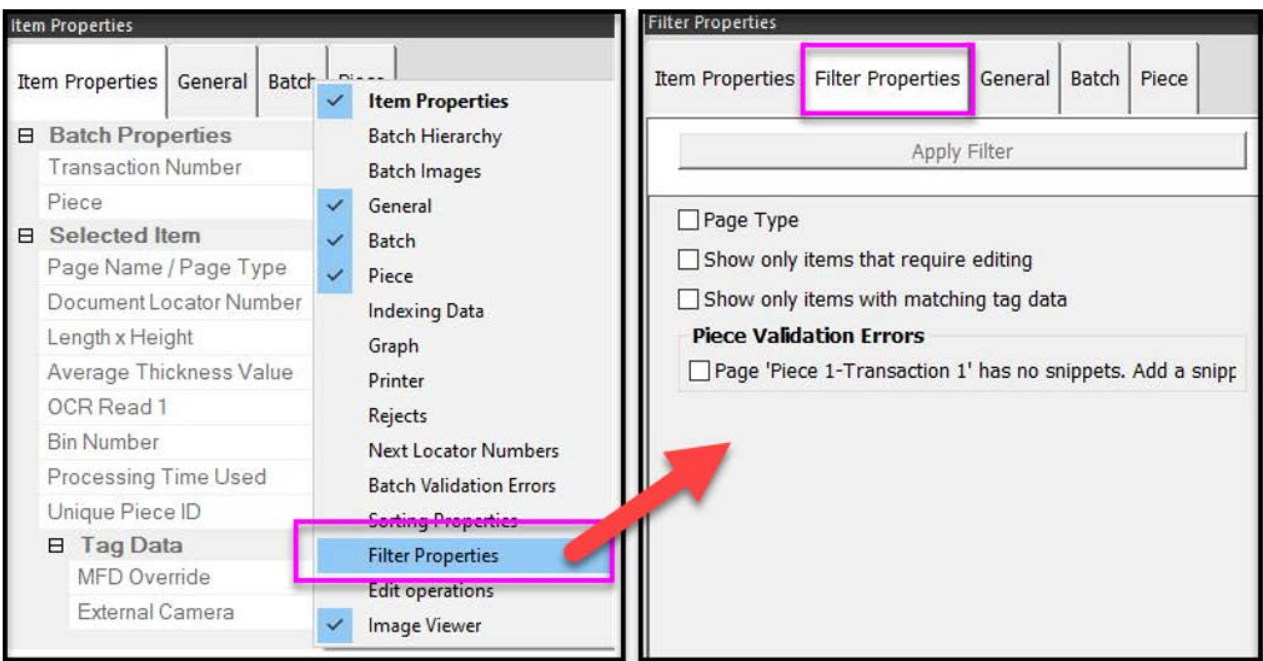 Item Properties
Item Properties General Batch Piece
Batch Properties
Transaction Number
Piece
Selected Item
Page Name / Page Type
Document Locator Number
Length x Height
Average Thickness Value
OCR Read 1
Bin Number
Processing Time Used
Unique Piece ID
Tag Data
MFD Override
External Camera
Item Properties
Batch Hierarchy
Batch Images
General
Batch
Piece
Indexing Data
Graph
Printer
Rejects
Next Locator Numbers
Batch Validation Errors
Sorting Properties
Filter Properties
Edit operations
Image Viewer
Filter Properties
Item Properties Filter Properties General Batch Piece
Apply Filter
Page Type
Show only items that require editing
Show only items with matching tag data
Piece Validation Errors
Page 'Piece 1-Transaction 1' has no snippets. Add a snipp